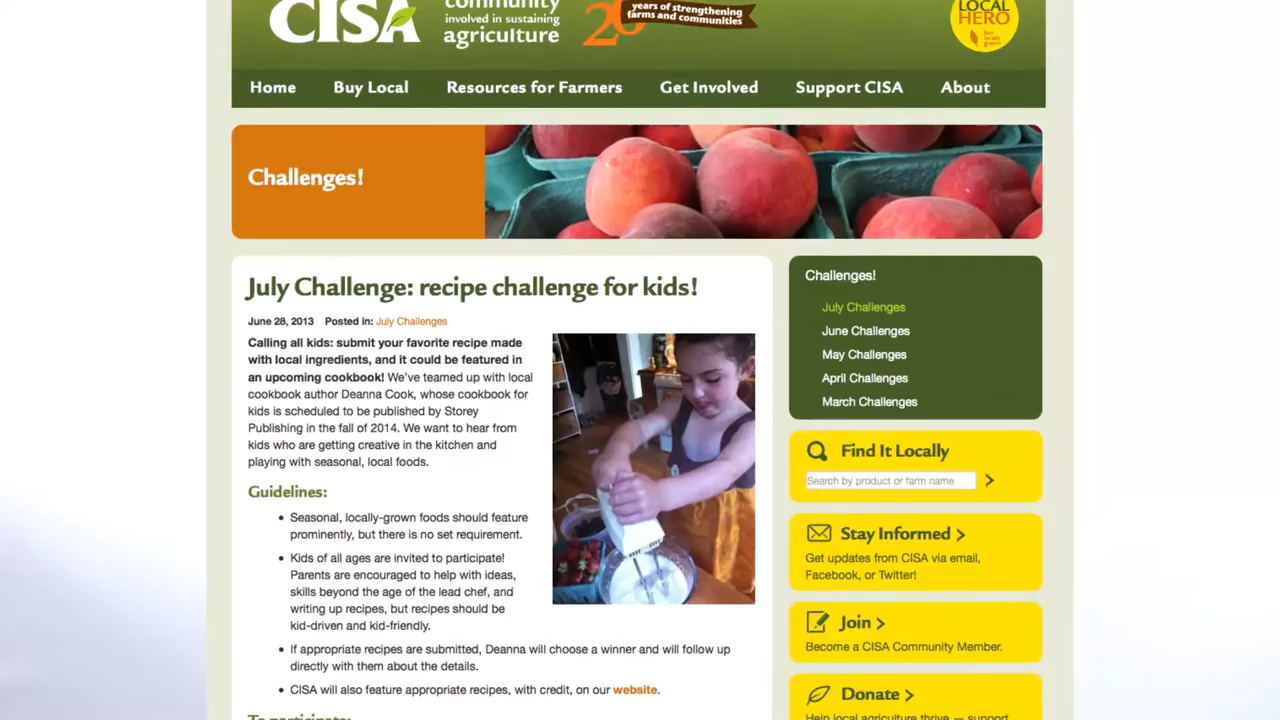 CISA
community
involved in sustaining
agriculture
20
years of strengthening
farms and communities
LOCAL
HERO
buy
locally
grown
Home Buy Local Resources for Farmers Get Involved Support CISA About
Challenges!
July Challenge: recipe challenge for kids!
June 28, 2013 Posted in: July Challenges
Calling all kids: submit your favorite recipe made
with local ingredients, and it could be featured in
an upcoming cookbook! We've teamed up with local
cookbook author Deanna Cook, whose cookbook for
kids is scheduled to be published by Storey
Publishing in the fall of 2014. We want to hear from
kids who are getting creative in the kitchen and
playing with seasonal, local foods.
Guidelines:
• Seasonal, locally-grown foods should feature
prominently, but there is no set requirement.
• Kids of all ages are invited to participate!
Parents are encouraged to help with ideas,
skills beyond the age of the lead chef, and
writing up recipes, but recipes should be
kid-driven and kid-friendly.
• If appropriate recipes are submitted, Deanna will choose a winner and will follow up
directly with them about the details.
• CISA will also feature appropriate recipes, with credit, on our website.
To participate:
Challenges!
July Challenges
June Challenges
May Challenges
April Challenges
March Challenges
Find It Locally
Search by product or farm name
Stay Informed >
Get updates from CISA via email,
Facebook, or Twitter!
Join >
Become a CISA Community Member.
Donate >
Help local agriculture thrive — support